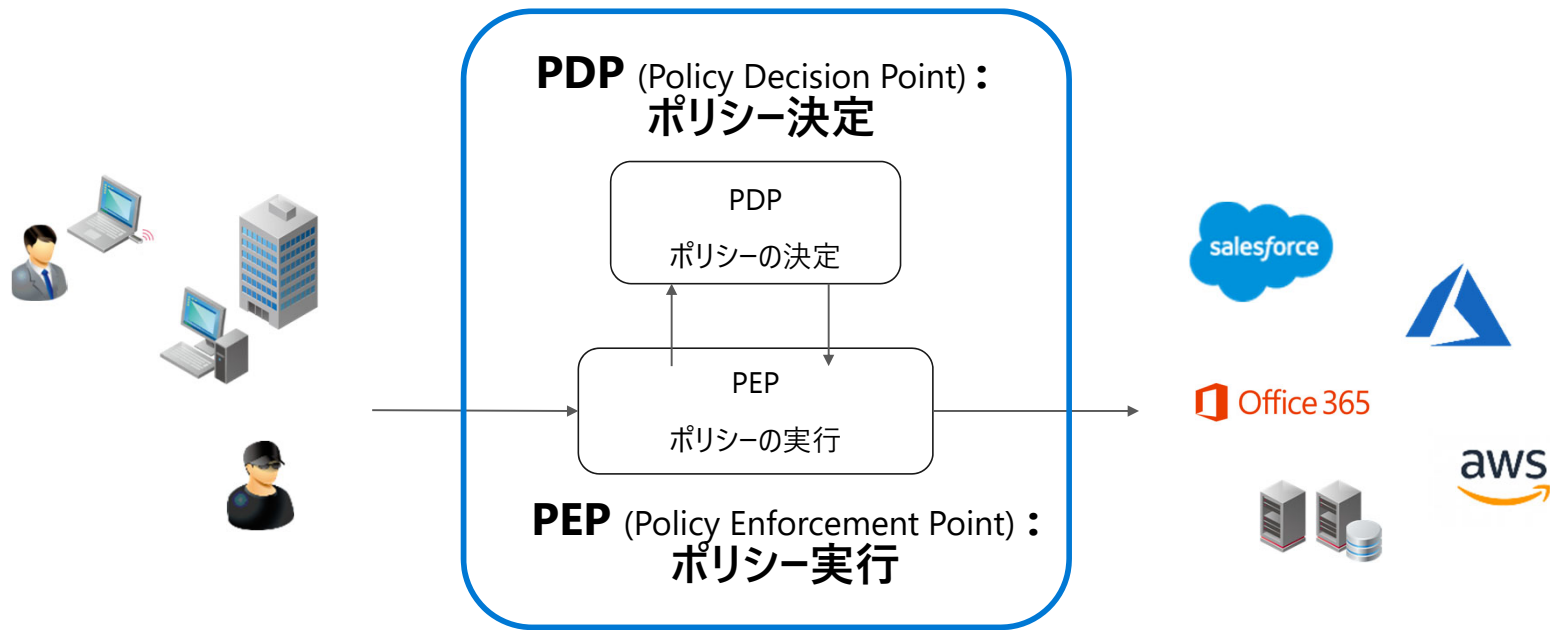 PDP (Policy Decision Point) :
ポリシー決定
PDP
ポリシーの決定
PEP
ポリシーの実行
PEP (Policy Enforcement Point) :
ポリシー実行
salesforce
Office 365
aws